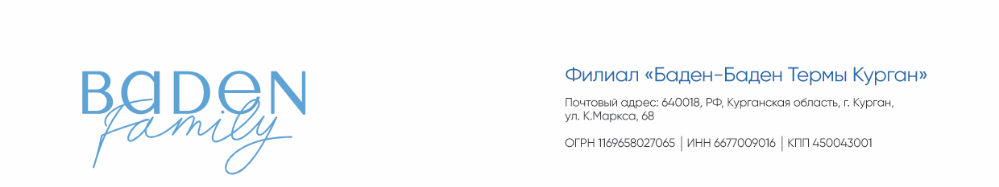 BADEN
Family
Филиал «Баден-Баден Термы Курган»
Почтовый адрес: 640018, РФ, Курганская область, г. Курган,
ул. К.Маркса, 68
ОГРН 1169658027065 | ИНН 6677009016 | КПП 450043001